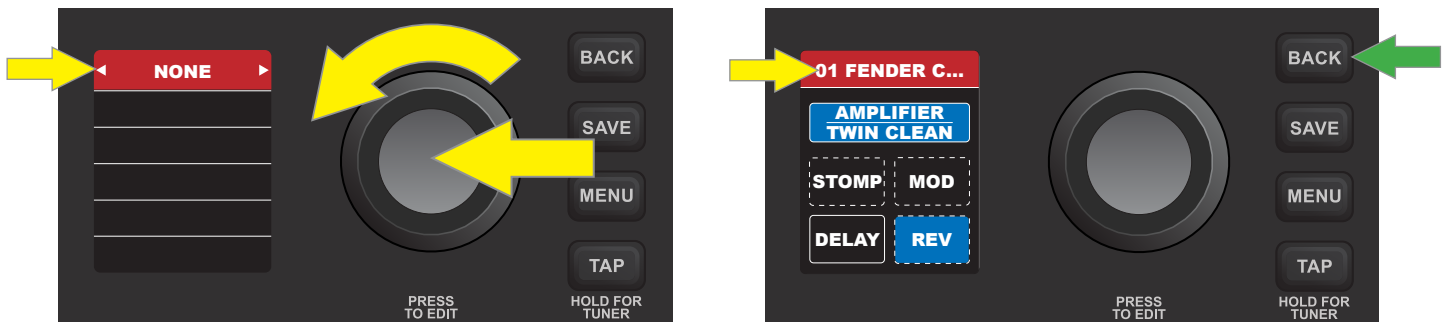 NONE
BACK
SAVE
MENU
TAP
PRESS
TO EDIT
HOLD FOR
TUNER
01 FENDER C...
AMPLIFIER
TWIN CLEAN
STOMP MOD
DELAY REV
BACK
SAVE
MENU
TAP
PRESS
TO EDIT
HOLD FOR
TUNER